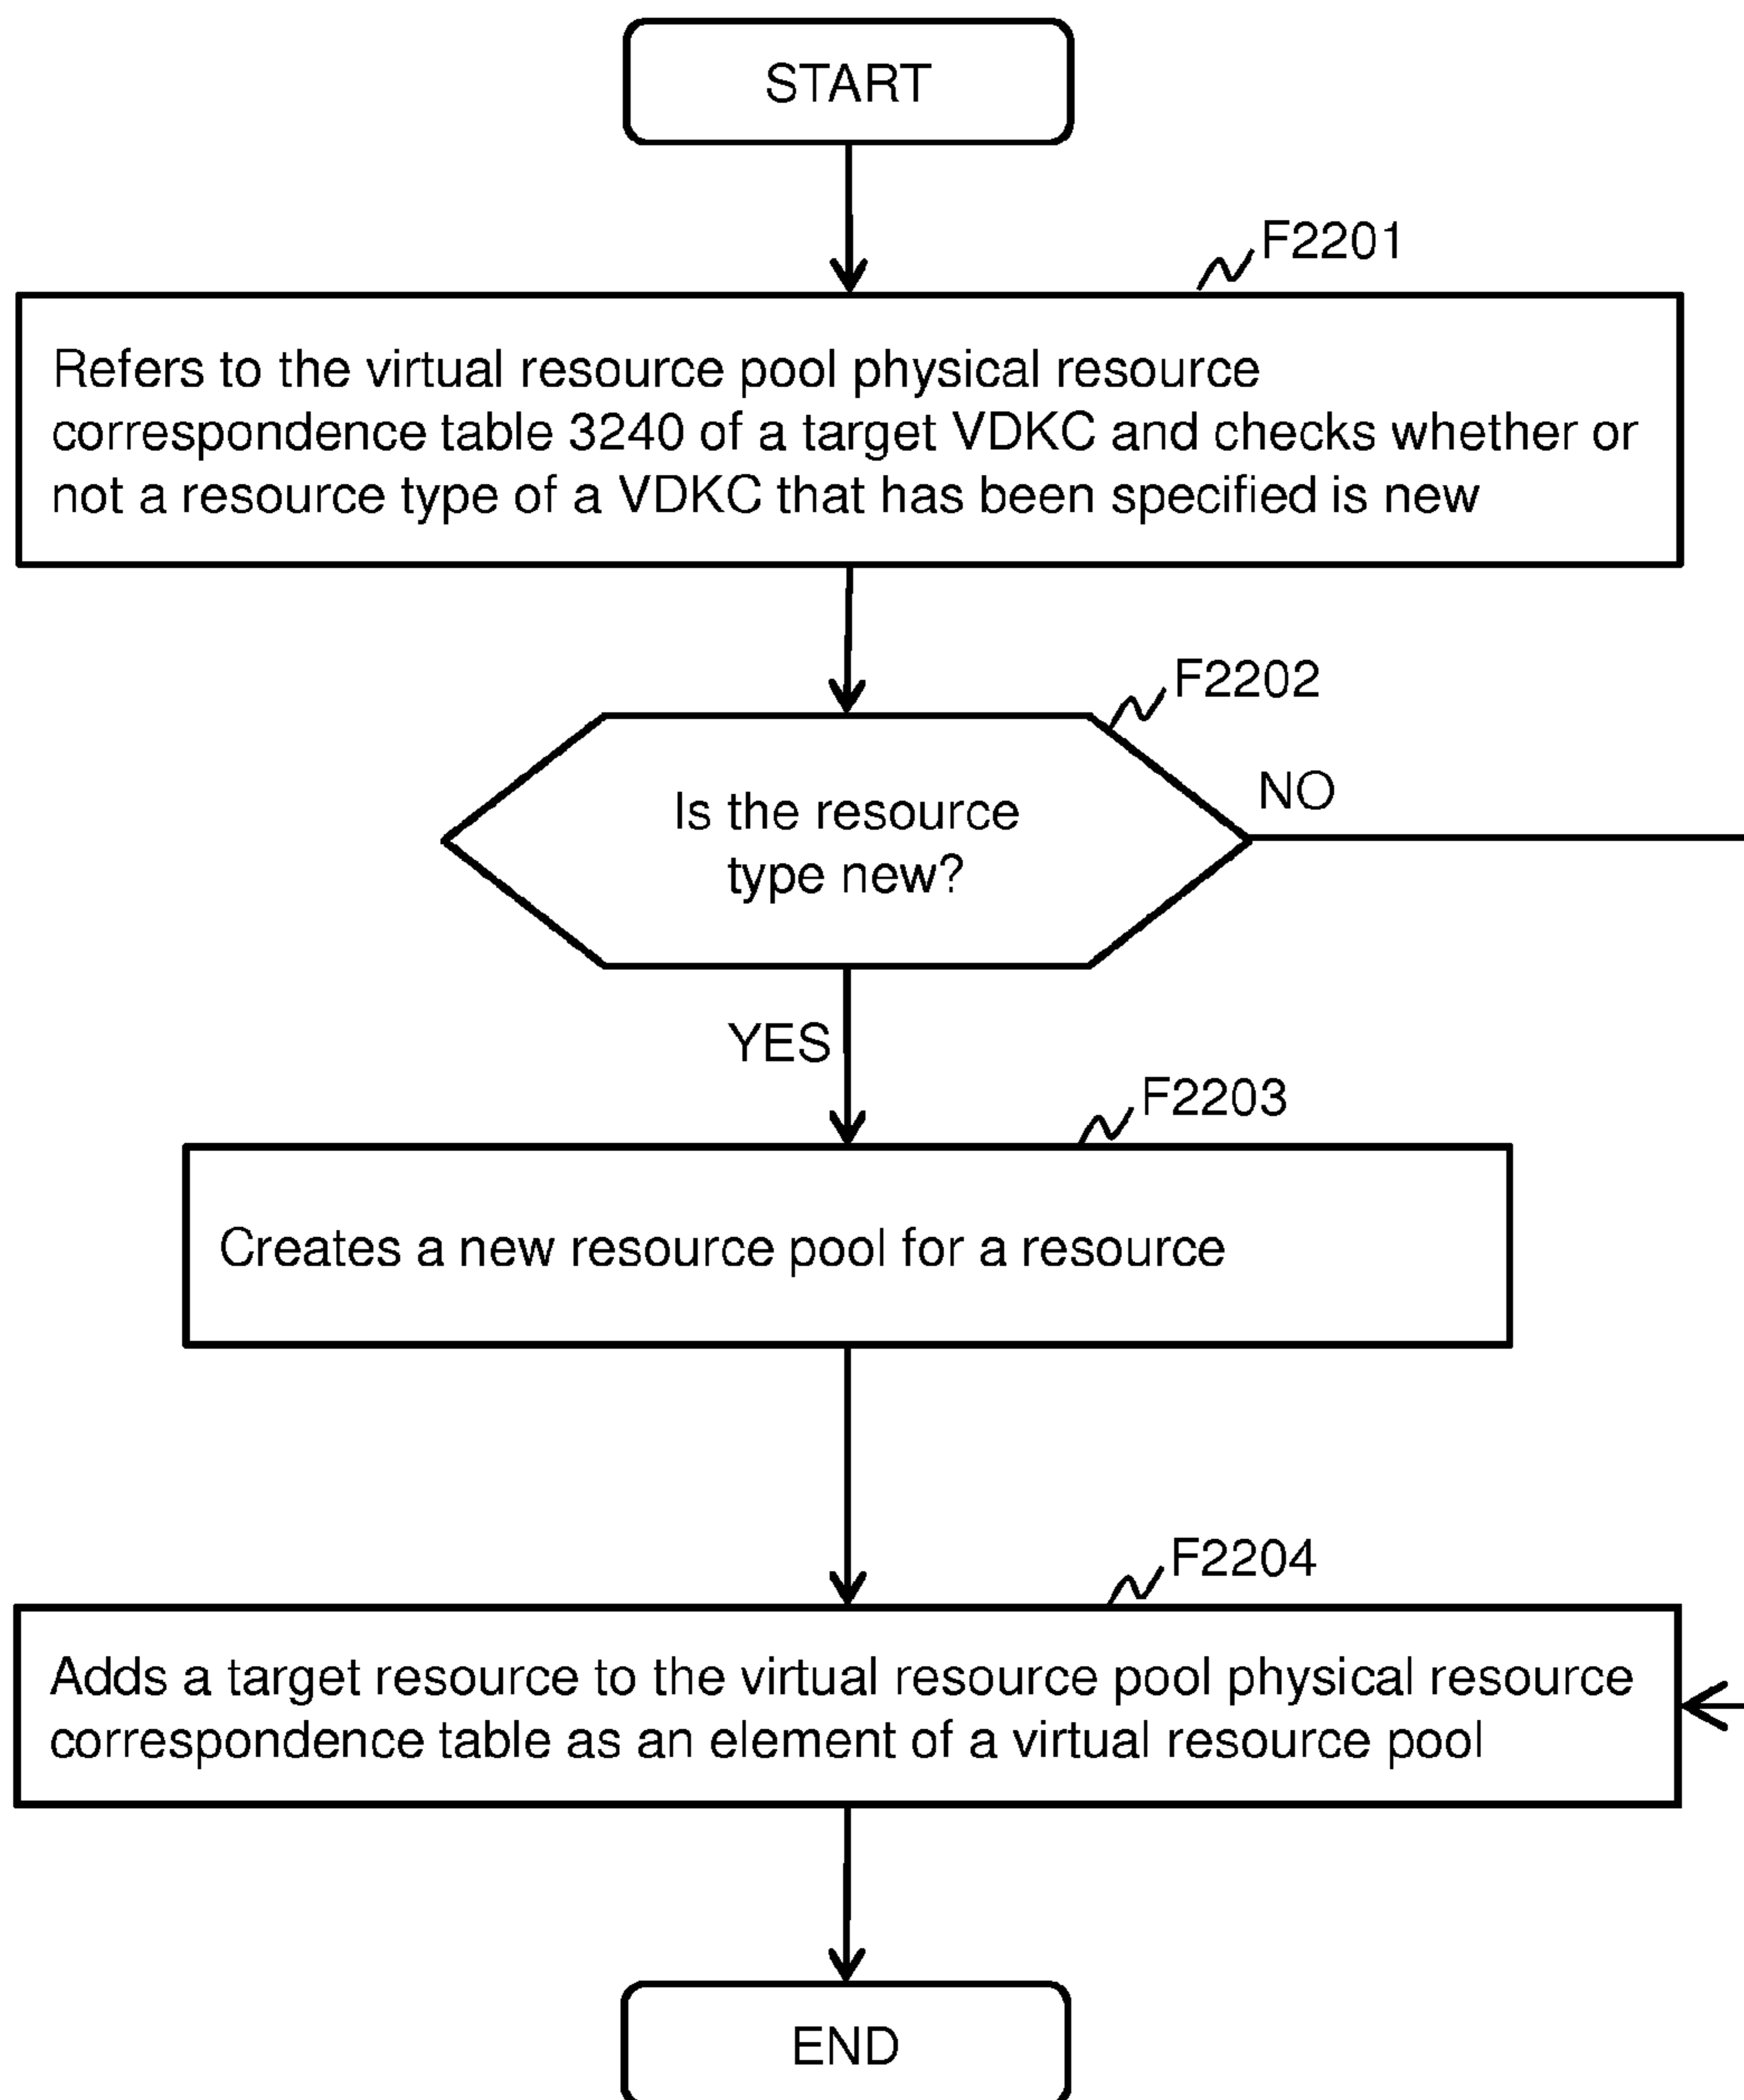 START
F2201
Refers to the virtual resource pool physical resource
correspondence table 3240 of a target VDKC and checks whether or
not a resource type of a VDKC that has been specified is new
F2202
Is the resource
type new?
NO
YES
F2203
Creates a new resource pool for a resource
F2204
Adds a target resource to the virtual resource pool physical resource
correspondence table as an element of a virtual resource pool
END